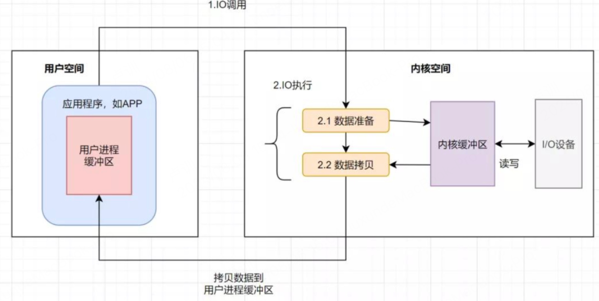 1.IO调用
用户空间
内核空间
应用程序，如APP
用户进程
缓冲区
2.IO执行
2.1 数据准备
2.2 数据拷贝
内核缓冲区
读写
I/O设备
拷贝数据到
用户进程缓冲区